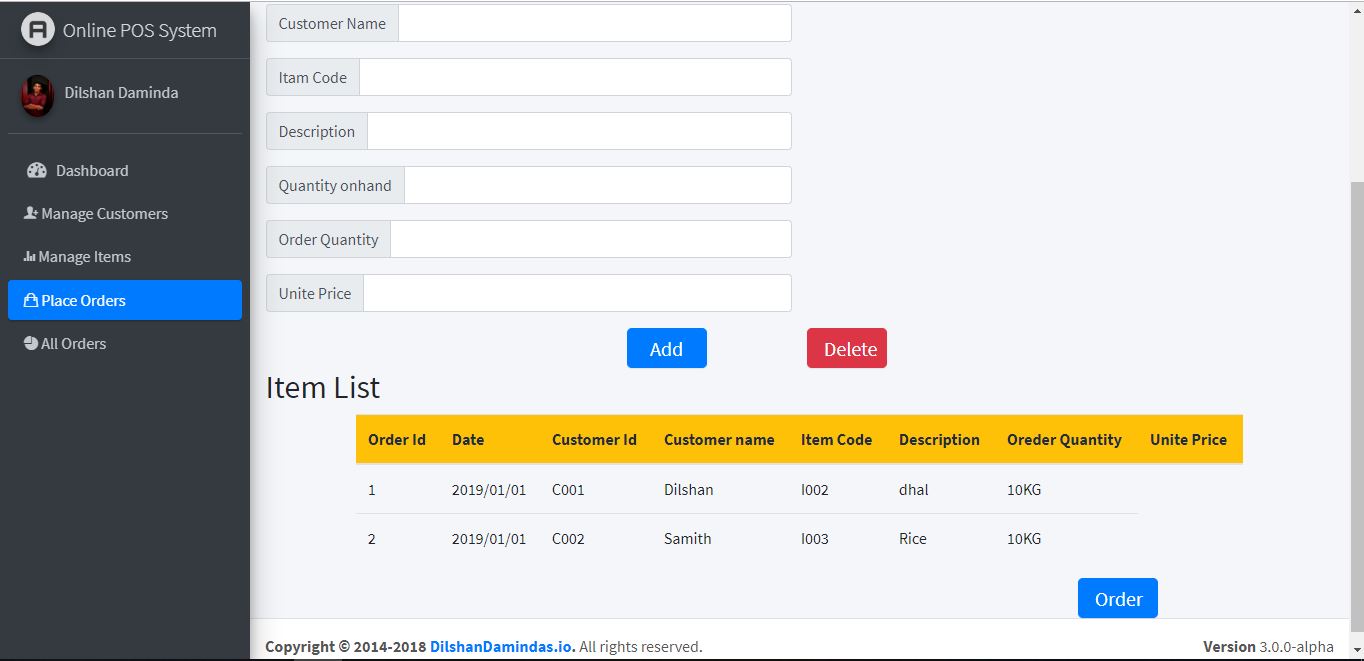 Online POS System
Dilshan Daminda
Dashboard
Manage Customers
Manage Items
Place Orders
All Orders
Customer Name
Itam Code
Description
Quantity onhand
Order Quantity
Unite Price
Add Delete
Item List
Order Id Date Customer Id Customer name Item Code Description Oreder Quantity Unite Price
1 2019/01/01 C001 Dilshan I002 dhal 10KG
2 2019/01/01 C002 Samith I003 Rice 10KG
Order
Copyright © 2014-2018 DilshanDamindas.io. All rights reserved. Version 3.0.0-alpha